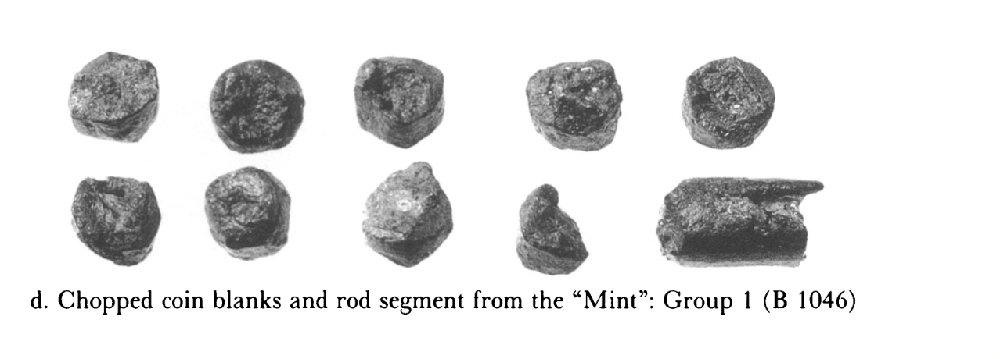 d. Chopped coin blanks and rod segment from the “Mint”: Group 1 (B 1046)